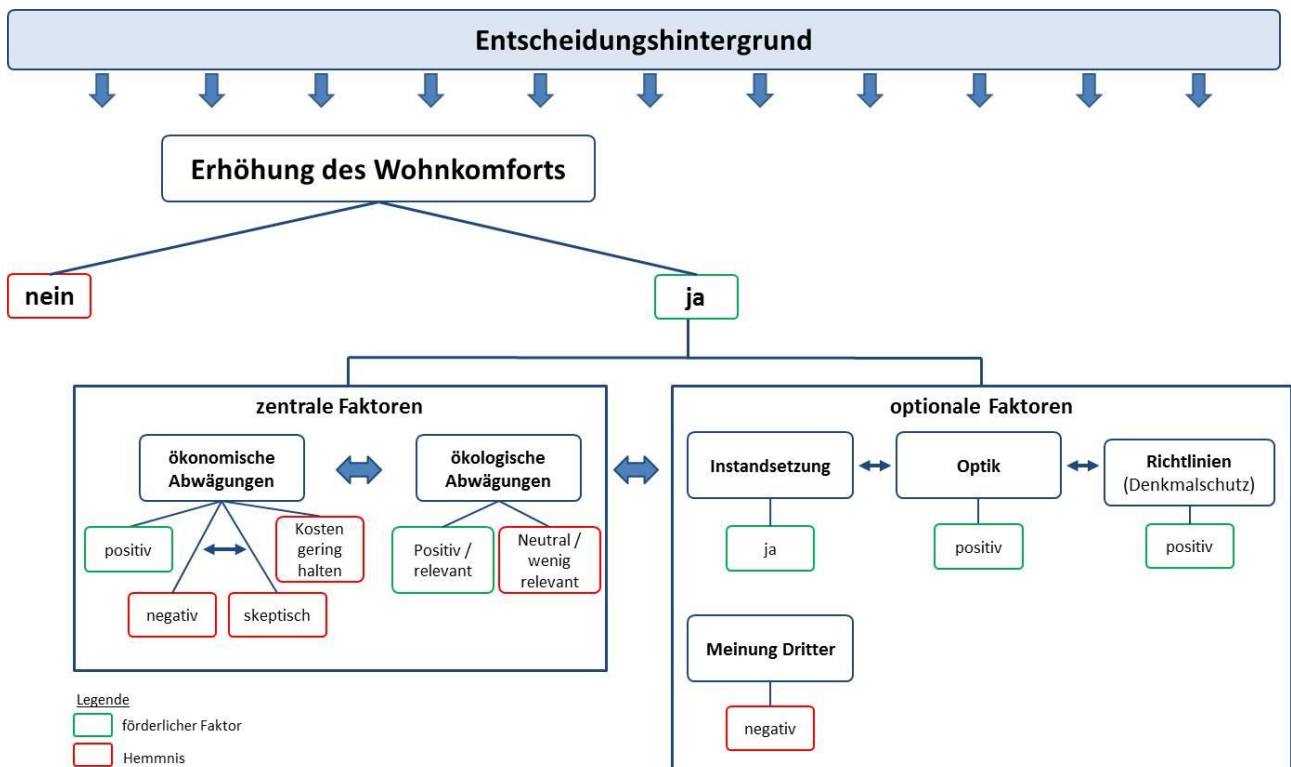 Entscheidungshintergrund
Erhöhung des Wohnkomforts
nein
ja
zentrale Faktoren
ökonomische
Abwägungen
ökologische
Abwägungen
positiv
Kosten
gering
halten
negativ
skeptisch
Positiv /
relevant
Neutral /
wenig
relevant
optionale Faktoren
Instandsetzung
Optik
Richtlinien
(Denkmalschutz)
ja
positiv
positiv
Meinung Dritter
negativ
Legende
förderlicher Faktor
Hemmnis